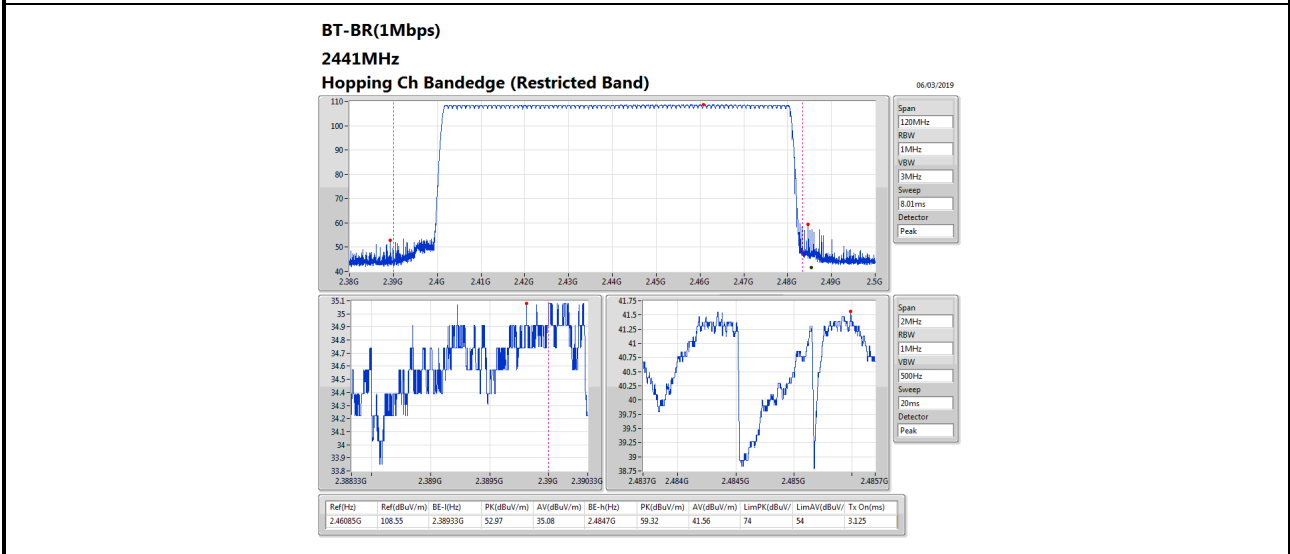 BT-BR(1Mbps)
2441MHz
Hopping Ch Bandedge (Restricted Band)
06/03/2019
110
100
90
80
70
60
50
40
2.38G 2.39G 2.4G 2.41G 2.42G 2.43G 2.44G 2.45G 2.46G 2.47G 2.48G 2.49G 2.5G
Span
120MHz
RBW
1MHz
VBW
3MHz
Sweep
8.01ms
Detector
Peak
35.1
35
34.9
34.8
34.7
34.6
34.5
34.4
34.3
34.2
34.1
34
33.9
33.8
2.38833G 2.389G 2.3895G 2.39G 2.39033G
41.75
41.5
41.25
41
40.75
40.5
40.25
40
39.75
39.5
39.25
39
38.75
2.4837G 2.484G 2.4845G 2.485G 2.4857G
Span
2MHz
RBW
1MHz
VBW
500Hz
Sweep
20ms
Detector
Peak
Ref(Hz) Ref(dBuV/m) BE-l(Hz) PK(dBuV/m) AV(dBuV/m) BE-h(Hz) PK(dBuV/m) AV(dBuV/m) LimPK(dBuV/ LimAV(dBuV/ Tx On(ms)
2.46085G 108.55 2.38933G 52.97 35.08 2.4847G 59.32 41.56 74 54 3.125